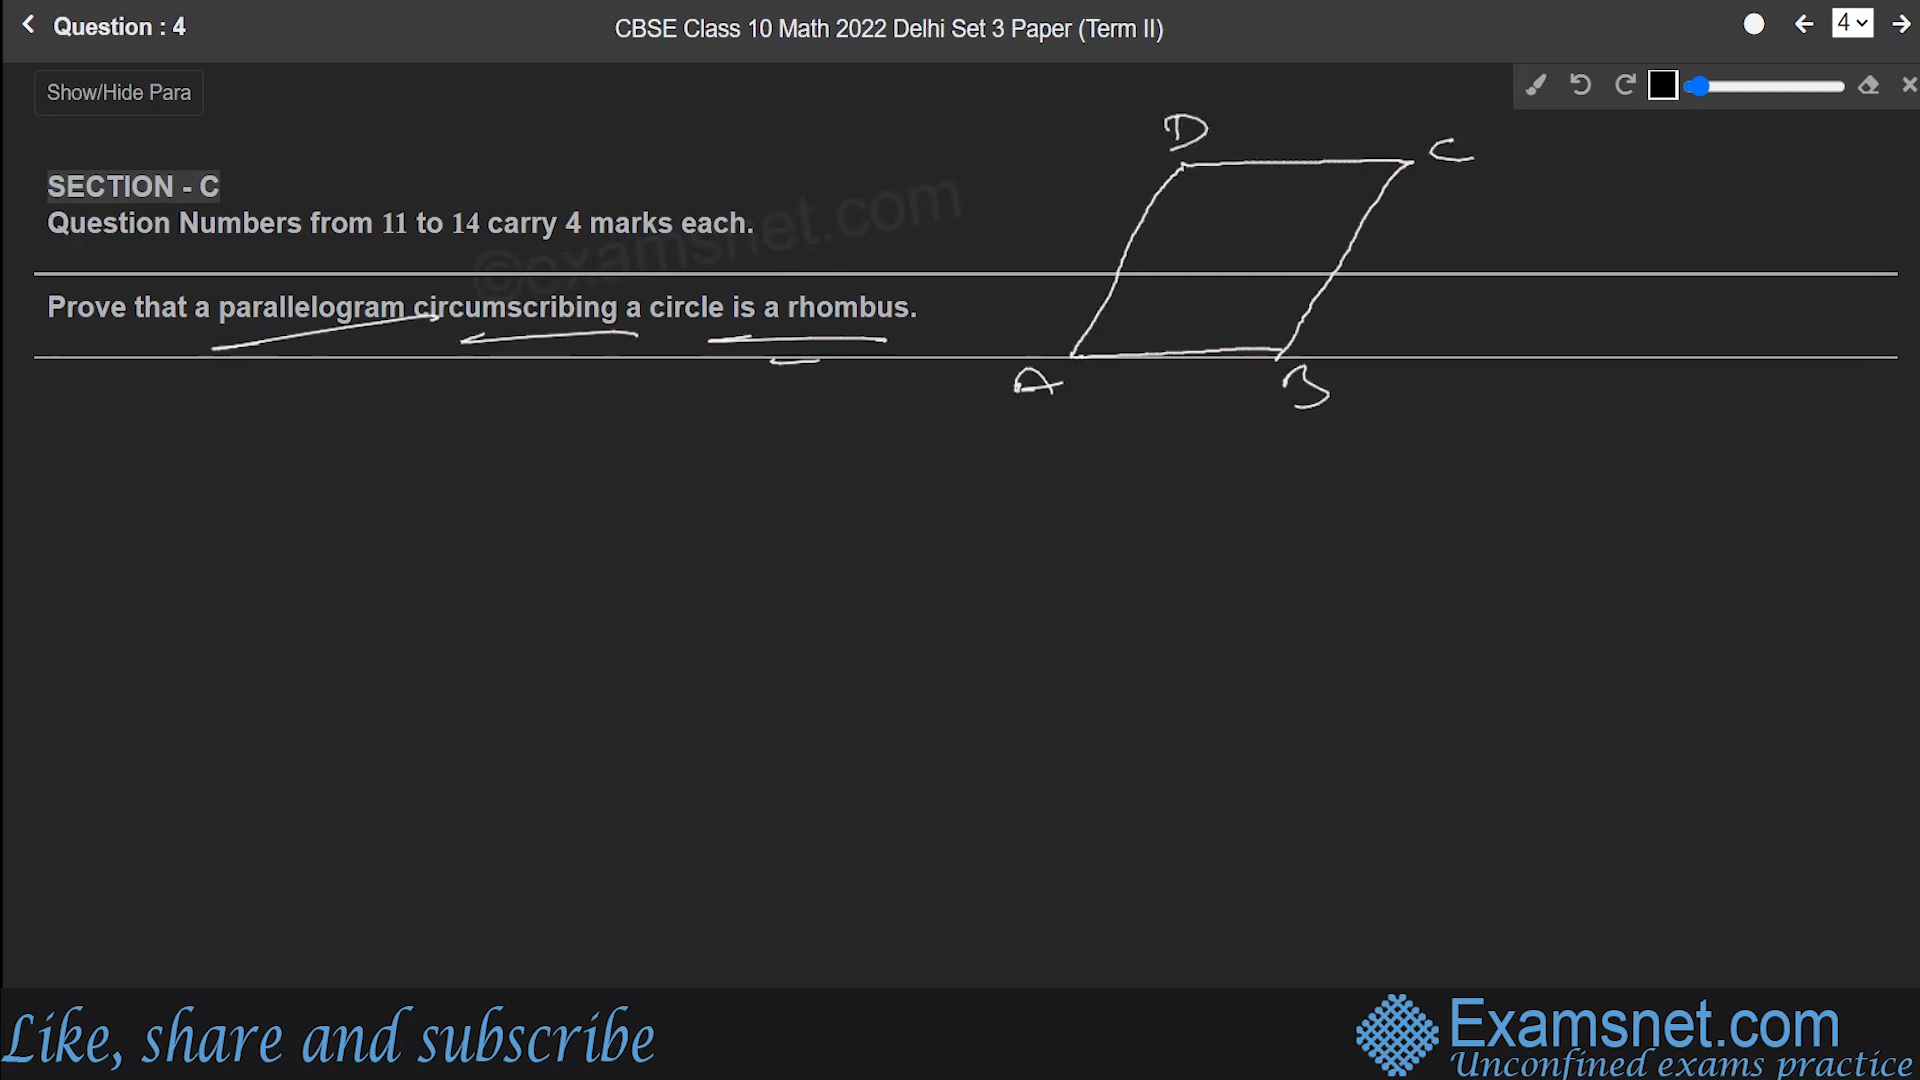 Question : 4
CBSE Class 10 Math 2022 Delhi Set 3 Paper (Term II)
4
Show/Hide Para
D
C
SECTION - C
Question Numbers from 11 to 14 carry 4 marks each.
©examsnet.com
Prove that a parallelogram circumscribing a circle is a rhombus.
A
B
Like, share and subscribe
Examsnet.com
Unconfined exams practice